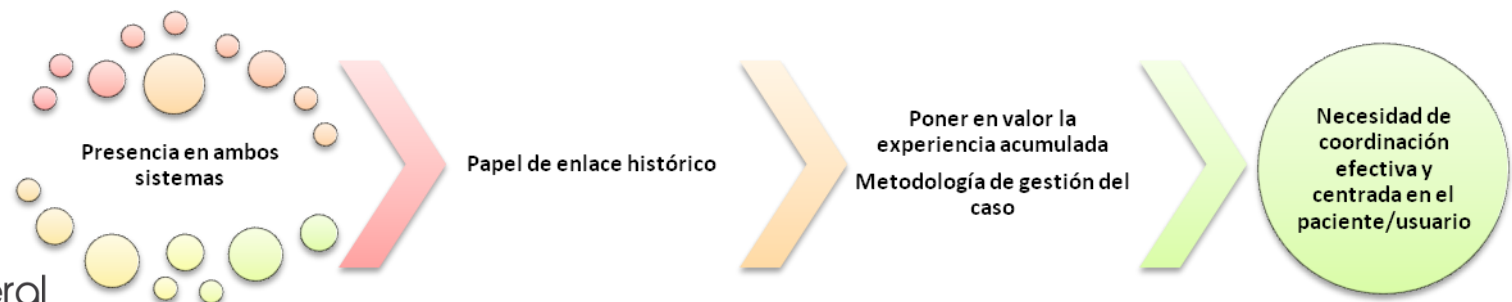 Presencia en ambos
sistemas
Papel de enlace histórico
Poner en valor la
experiencia acumulada
Metodología de gestión del
caso
Necesidad de
coordinación
efectiva y
centrada en el
paciente/usuario